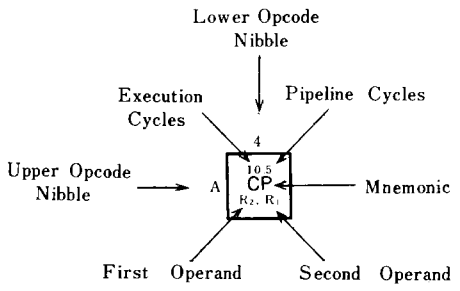 Lower Opcode
Nibble
Execution
Cycles
Pipeline Cycles
4
Upper Opcode
Nibble
A
10.5
CP
R₂, R₁
Mnemonic
First Operand
Second Operand